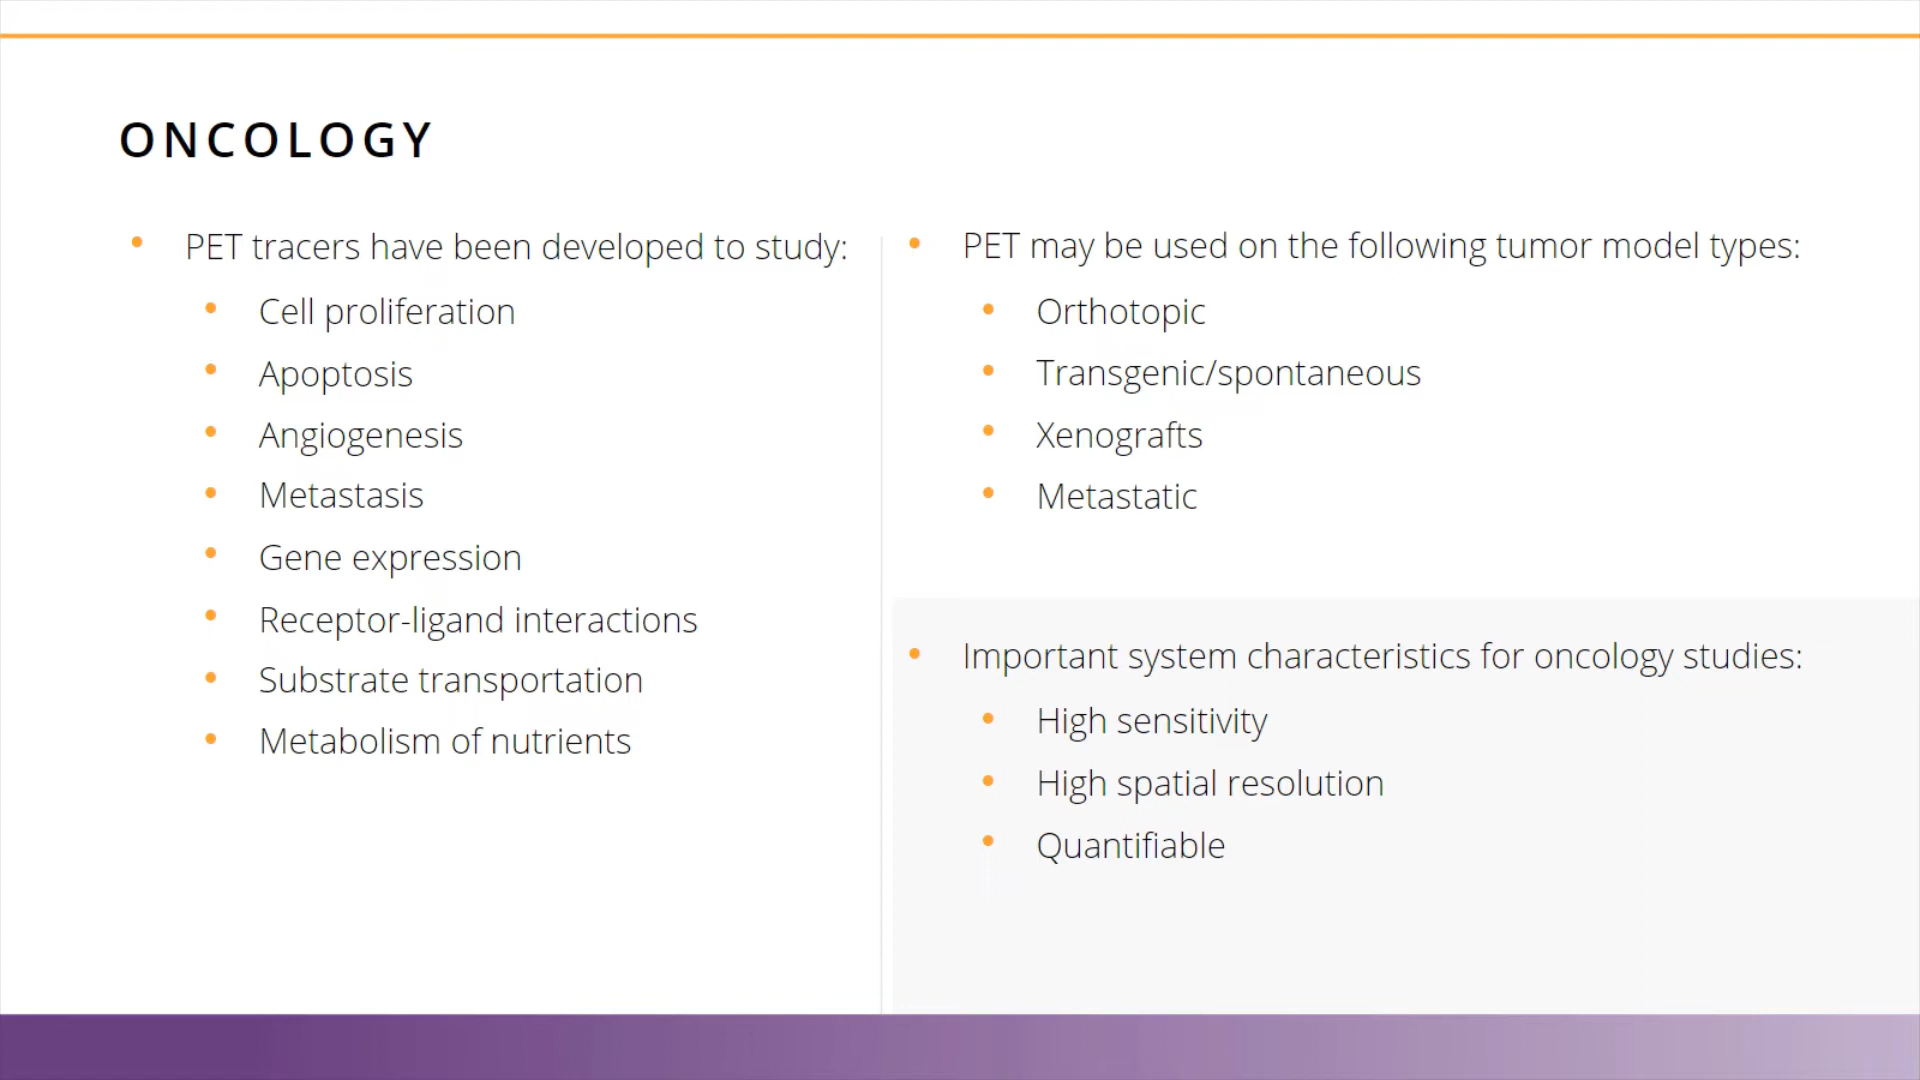 ONCOLOGY
• PET tracers have been developed to study:
• Cell proliferation
• Apoptosis
• Angiogenesis
• Metastasis
• Gene expression
• Receptor-ligand interactions
• Substrate transportation
• Metabolism of nutrients
• PET may be used on the following tumor model types:
• Orthotopic
• Transgenic/spontaneous
• Xenografts
• Metastatic
• Important system characteristics for oncology studies:
• High sensitivity
• High spatial resolution
• Quantifiable